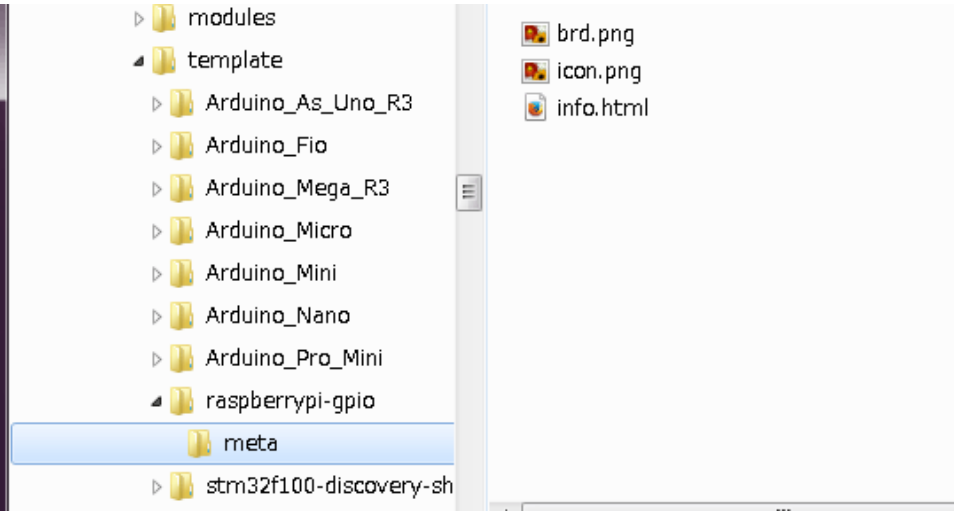 modules
template
Arduino_As_Uno_R3
Arduino_Fio
Arduino_Mega_R3
Arduino_Micro
Arduino_Mini
Arduino_Nano
Arduino_Pro_Mini
raspberrypi-gpio
meta
stm32f100-discovery-sh
brd.png
icon.png
info.html